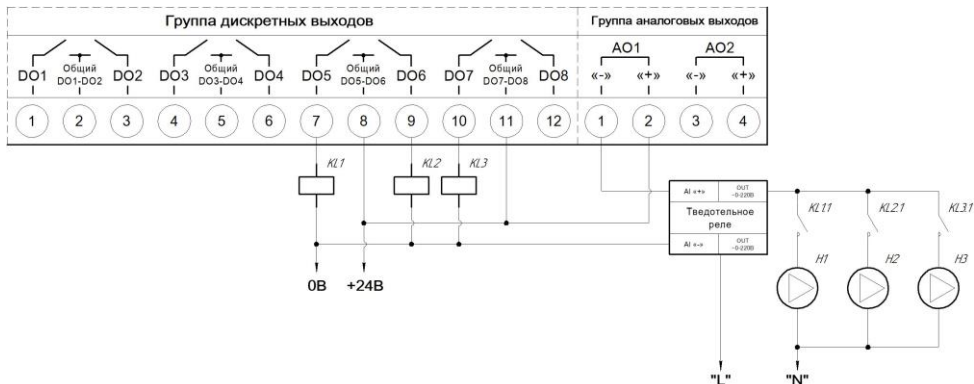 Группа дискретных выходов
Группа аналоговых выходов
AO1 AO2
DO1 Общий DO1-DO2 DO2 DO3 Общий DO3-DO4 DO4 DO5 Общий DO5-DO6 DO6 DO7 Общий DO7-DO8 DO8 «-» «+» «-» «+»
1 2 3 4 5 6 7 8 9 10 11 12 1 2 3 4
KL1 KL2 KL3
AI «+» OUT ~0-220В
Тведотельное
реле
AI «-» OUT ~0-220В
KL1.1 KL2.1 KL3.1
H1 H2 H3
0В +24В
"L" "N"